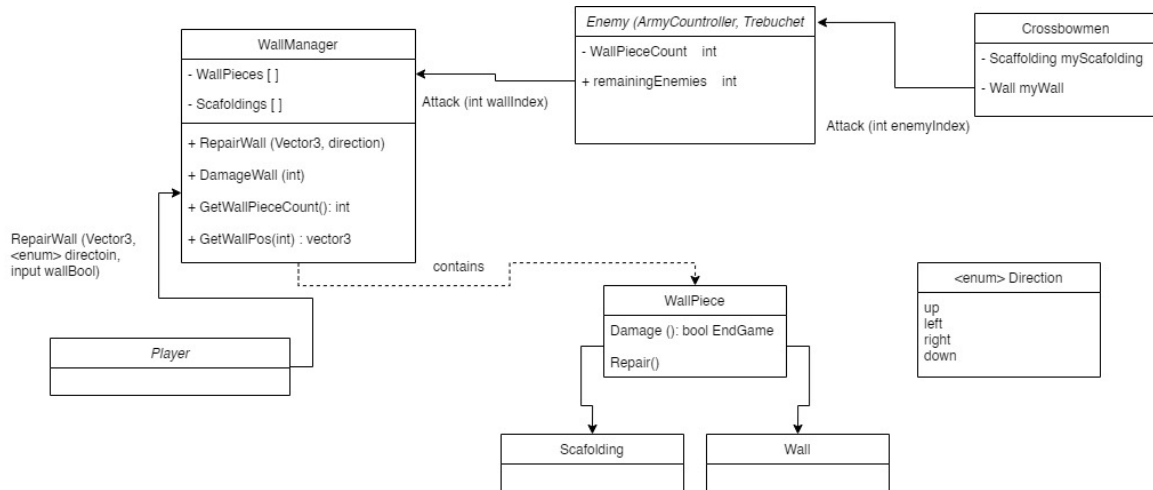 WallManager
- WallPieces [ ]
- Scafoldings [ ]
+ RepairWall (Vector3, direction)
+ DamageWall (int)
+ GetWallPieceCount(): int
+ GetWallPos(int) : vector3
Attack (int wallIndex)
Enemy (ArmyCountroller, Trebuchet
- WallPieceCount int
+ remainingEnemies int
Attack (int enemyIndex)
Crossbowmen
- Scaffolding myScafolding
- Wall myWall
RepairWall (Vector3,
<enum> directoin,
input wallBool)
Player
contains
WallPiece
Damage (): bool EndGame
Repair()
Scafolding
Wall
<enum> Direction
up
left
right
down